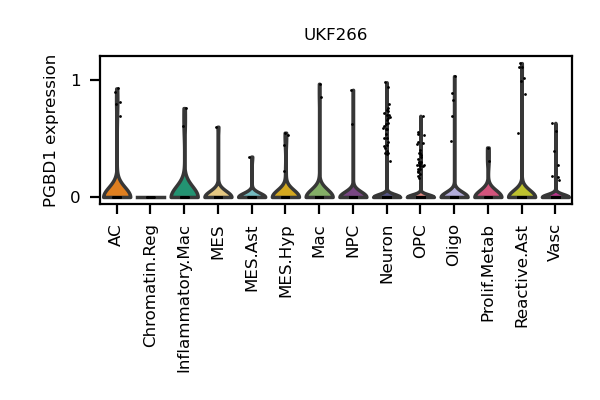 UKF266
PGBD1 expression
1
0
AC
Chromatin.Reg
Inflammatory.Mac
MES
MES.Ast
MES.Hyp
Mac
NPC
Neuron
OPC
Oligo
Prolif.Metab
Reactive.Ast
Vasc